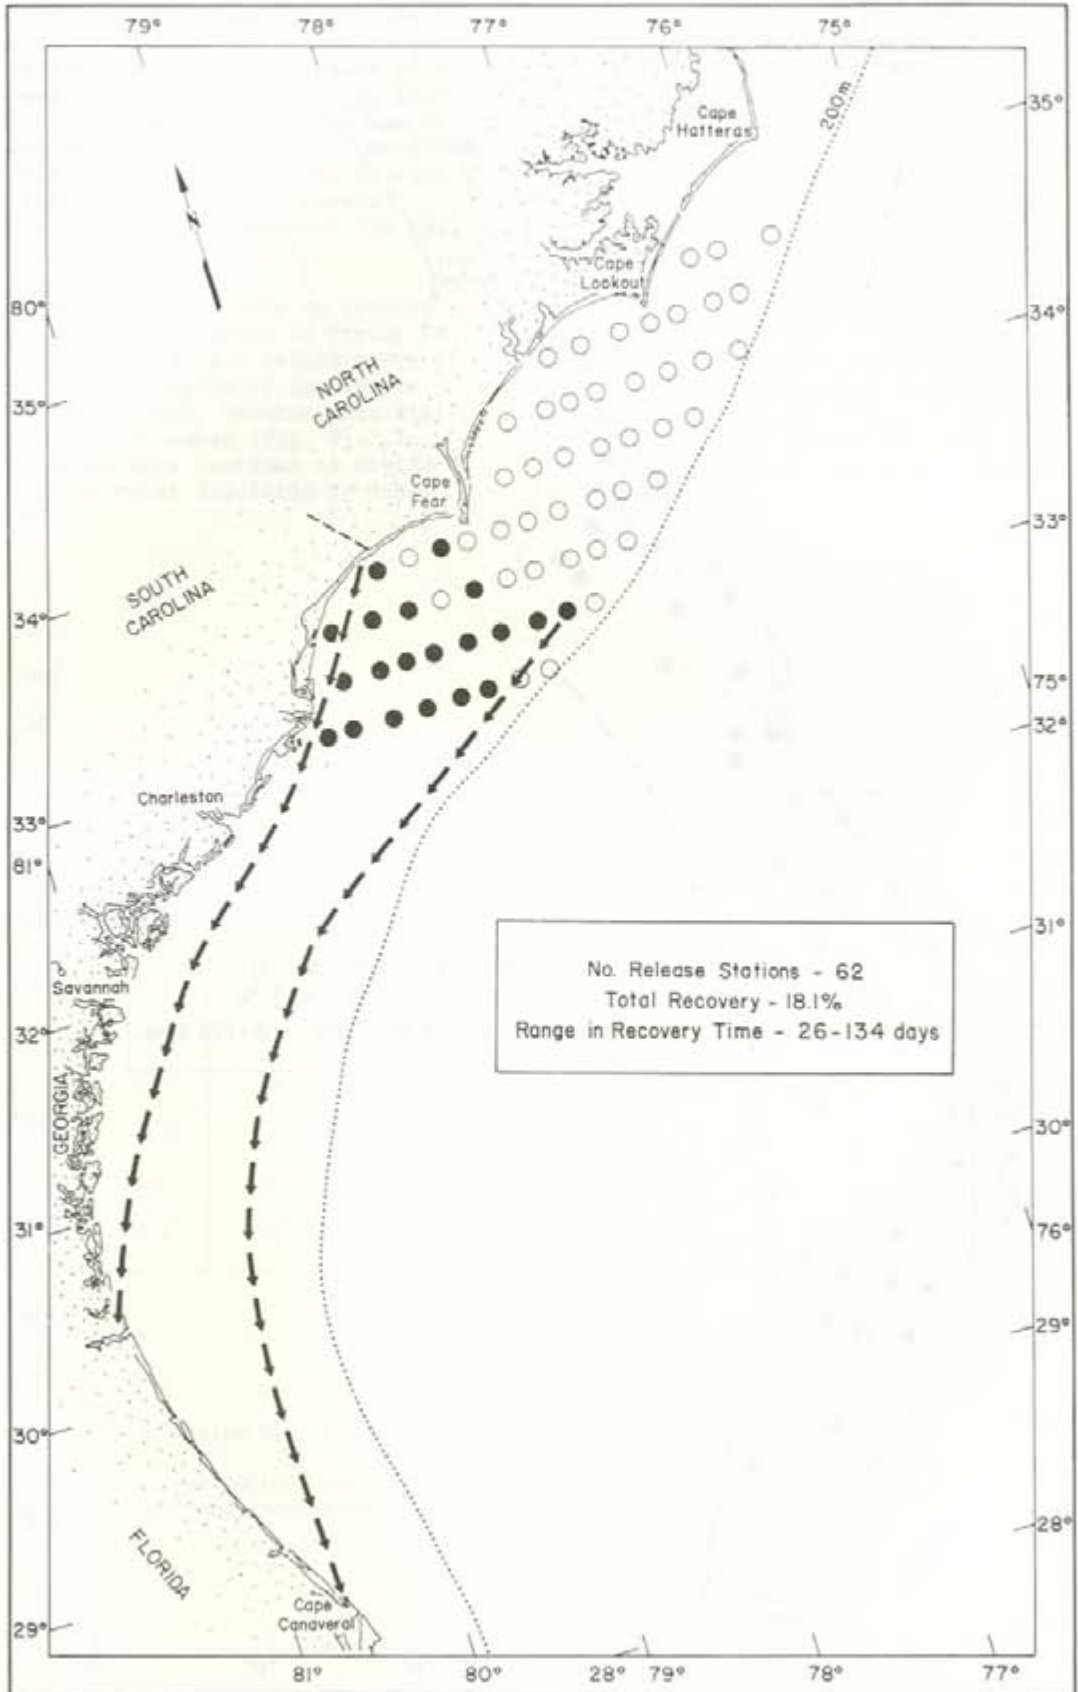 79° 78° 77° 76° 75°
200m
35°
Cape
Hatteras
N
Cape
Lookout
80°
34°
NORTH
CAROLINA
35°
Cape
Fear
33°
SOUTH
CAROLINA
34°
75°
32°
Charleston
33°
81°
31°
No. Release Stations - 62
Total Recovery - 18.1%
Range in Recovery Time - 26-134 days
Savannah
32°
GEORGIA
30°
31°
76°
29°
30°
28°
FLORIDA
Cape
Canaveral
29°
81° 80° 28° 79° 78° 77°